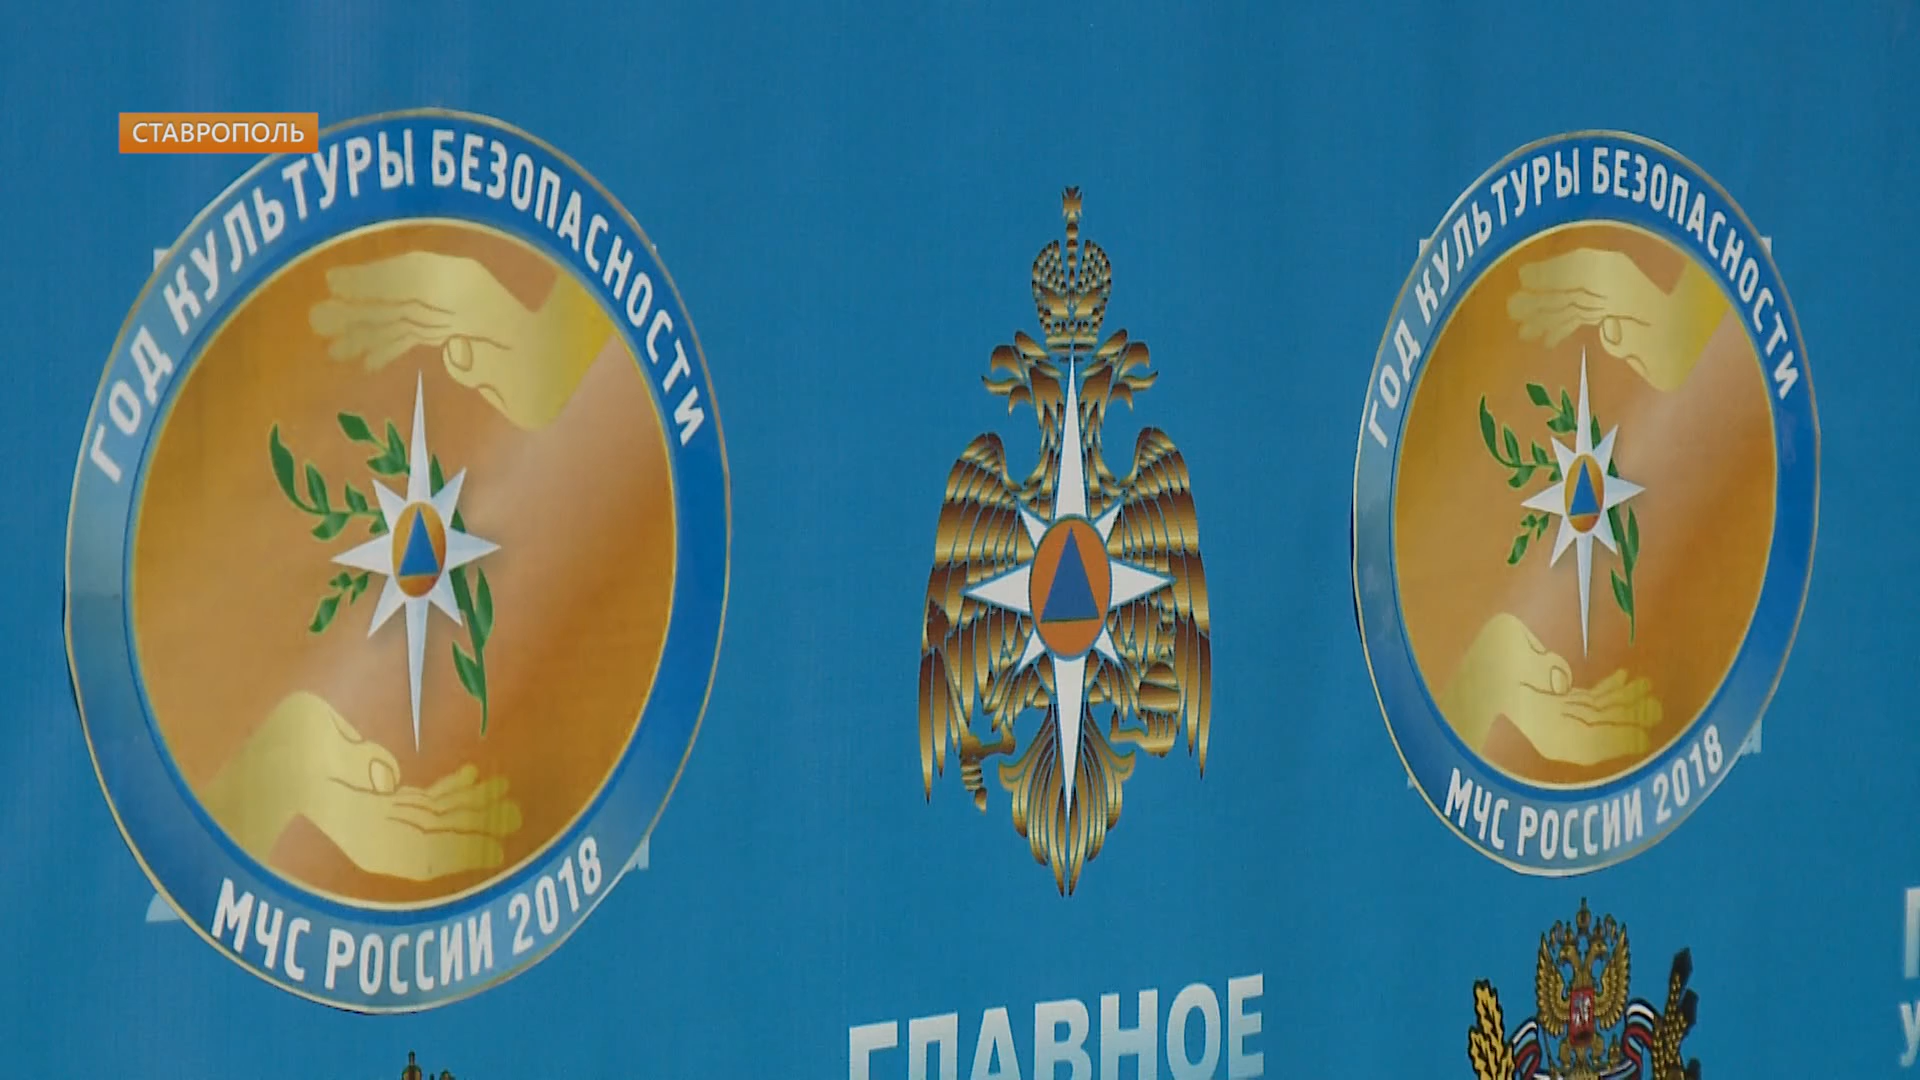 СТАВРОПОЛЬ
ГОД КУЛЬТУРЫ БЕЗОПАСНОСТИ
МЧС РОССИИ 2018
ГОД КУЛЬТУРЫ БЕЗОПАСНОСТИ
МЧС РОССИИ 2018
ГЛАВНОЕ